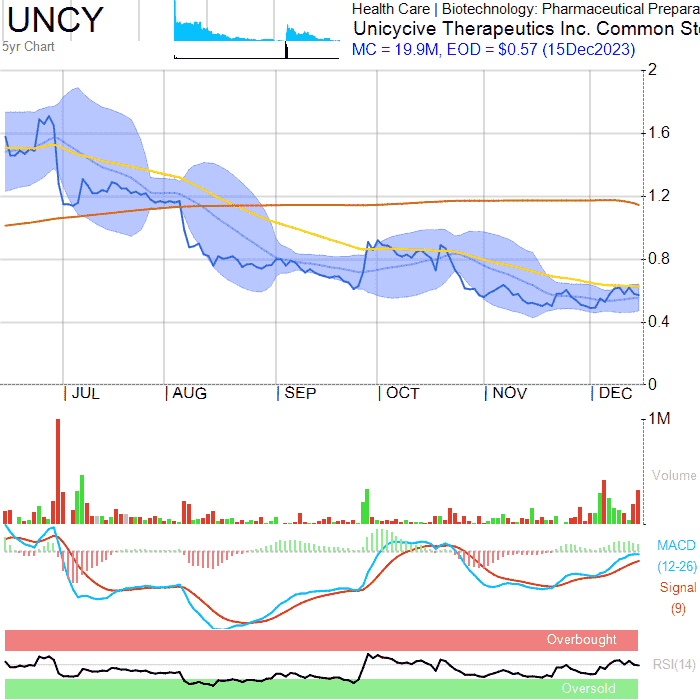 UNCY
5yr Chart
Health Care | Biotechnology: Pharmaceutical Prepara
Unicycive Therapeutics Inc. Common Sto
MC = 19.9M, EOD = $0.57 (15Dec2023)
2
1.6
1.2
0.8
0.4
0
JUL AUG SEP OCT NOV DEC
1M
Volume
MACD
(12-26)
Signal
(9)
Overbought
RSI(14)
Oversold